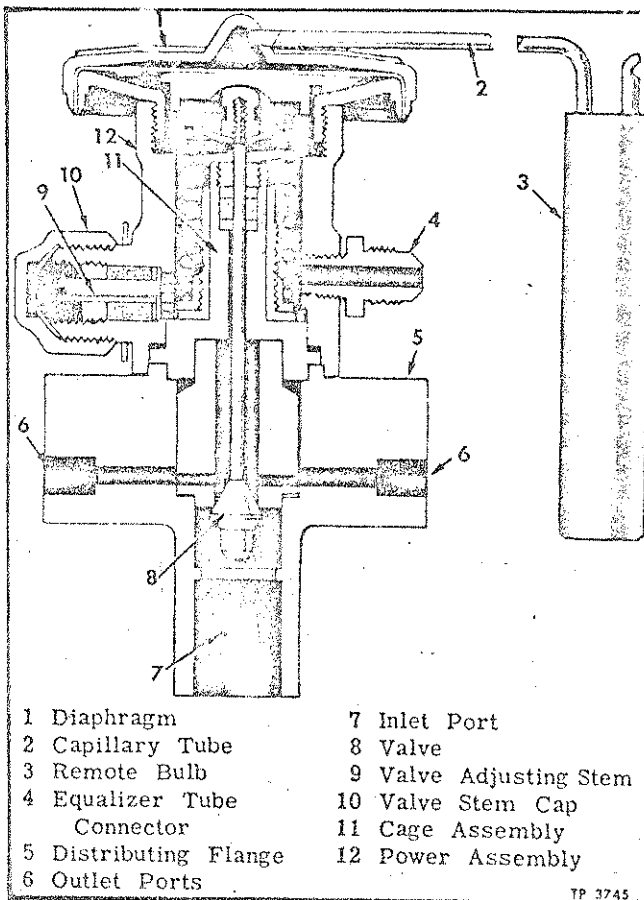 2
12
11
10
9
3
4
5
6
6
8
7
1 Diaphragm
2 Capillary Tube
3 Remote Bulb
4 Equalizer Tube
Connector
5 Distributing Flange
6 Outlet Ports
7 Inlet Port
8 Valve
9 Valve Adjusting Stem
10 Valve Stem Cap
11 Cage Assembly
12 Power Assembly
TP 3745